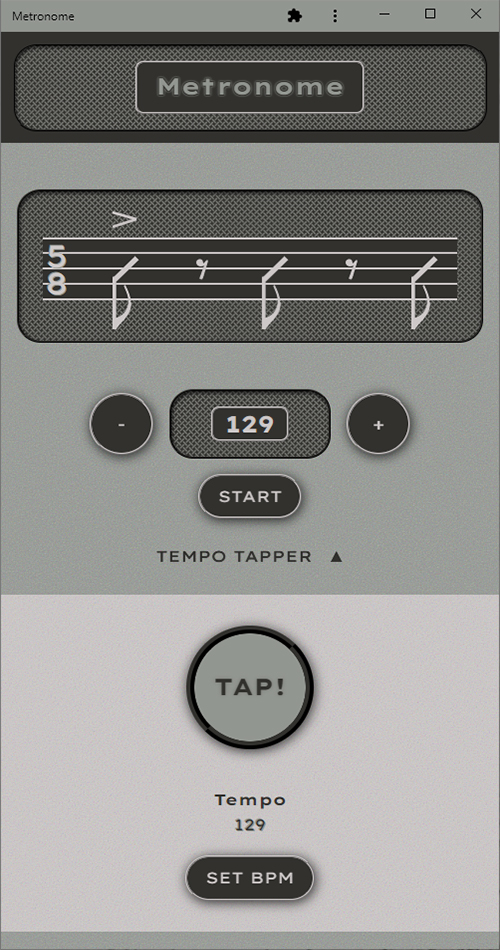 Metronome
Metronome
5
8
- 129 +
START
TEMPO TAPPER ▲
TAP!
Tempo
129
SET BPM